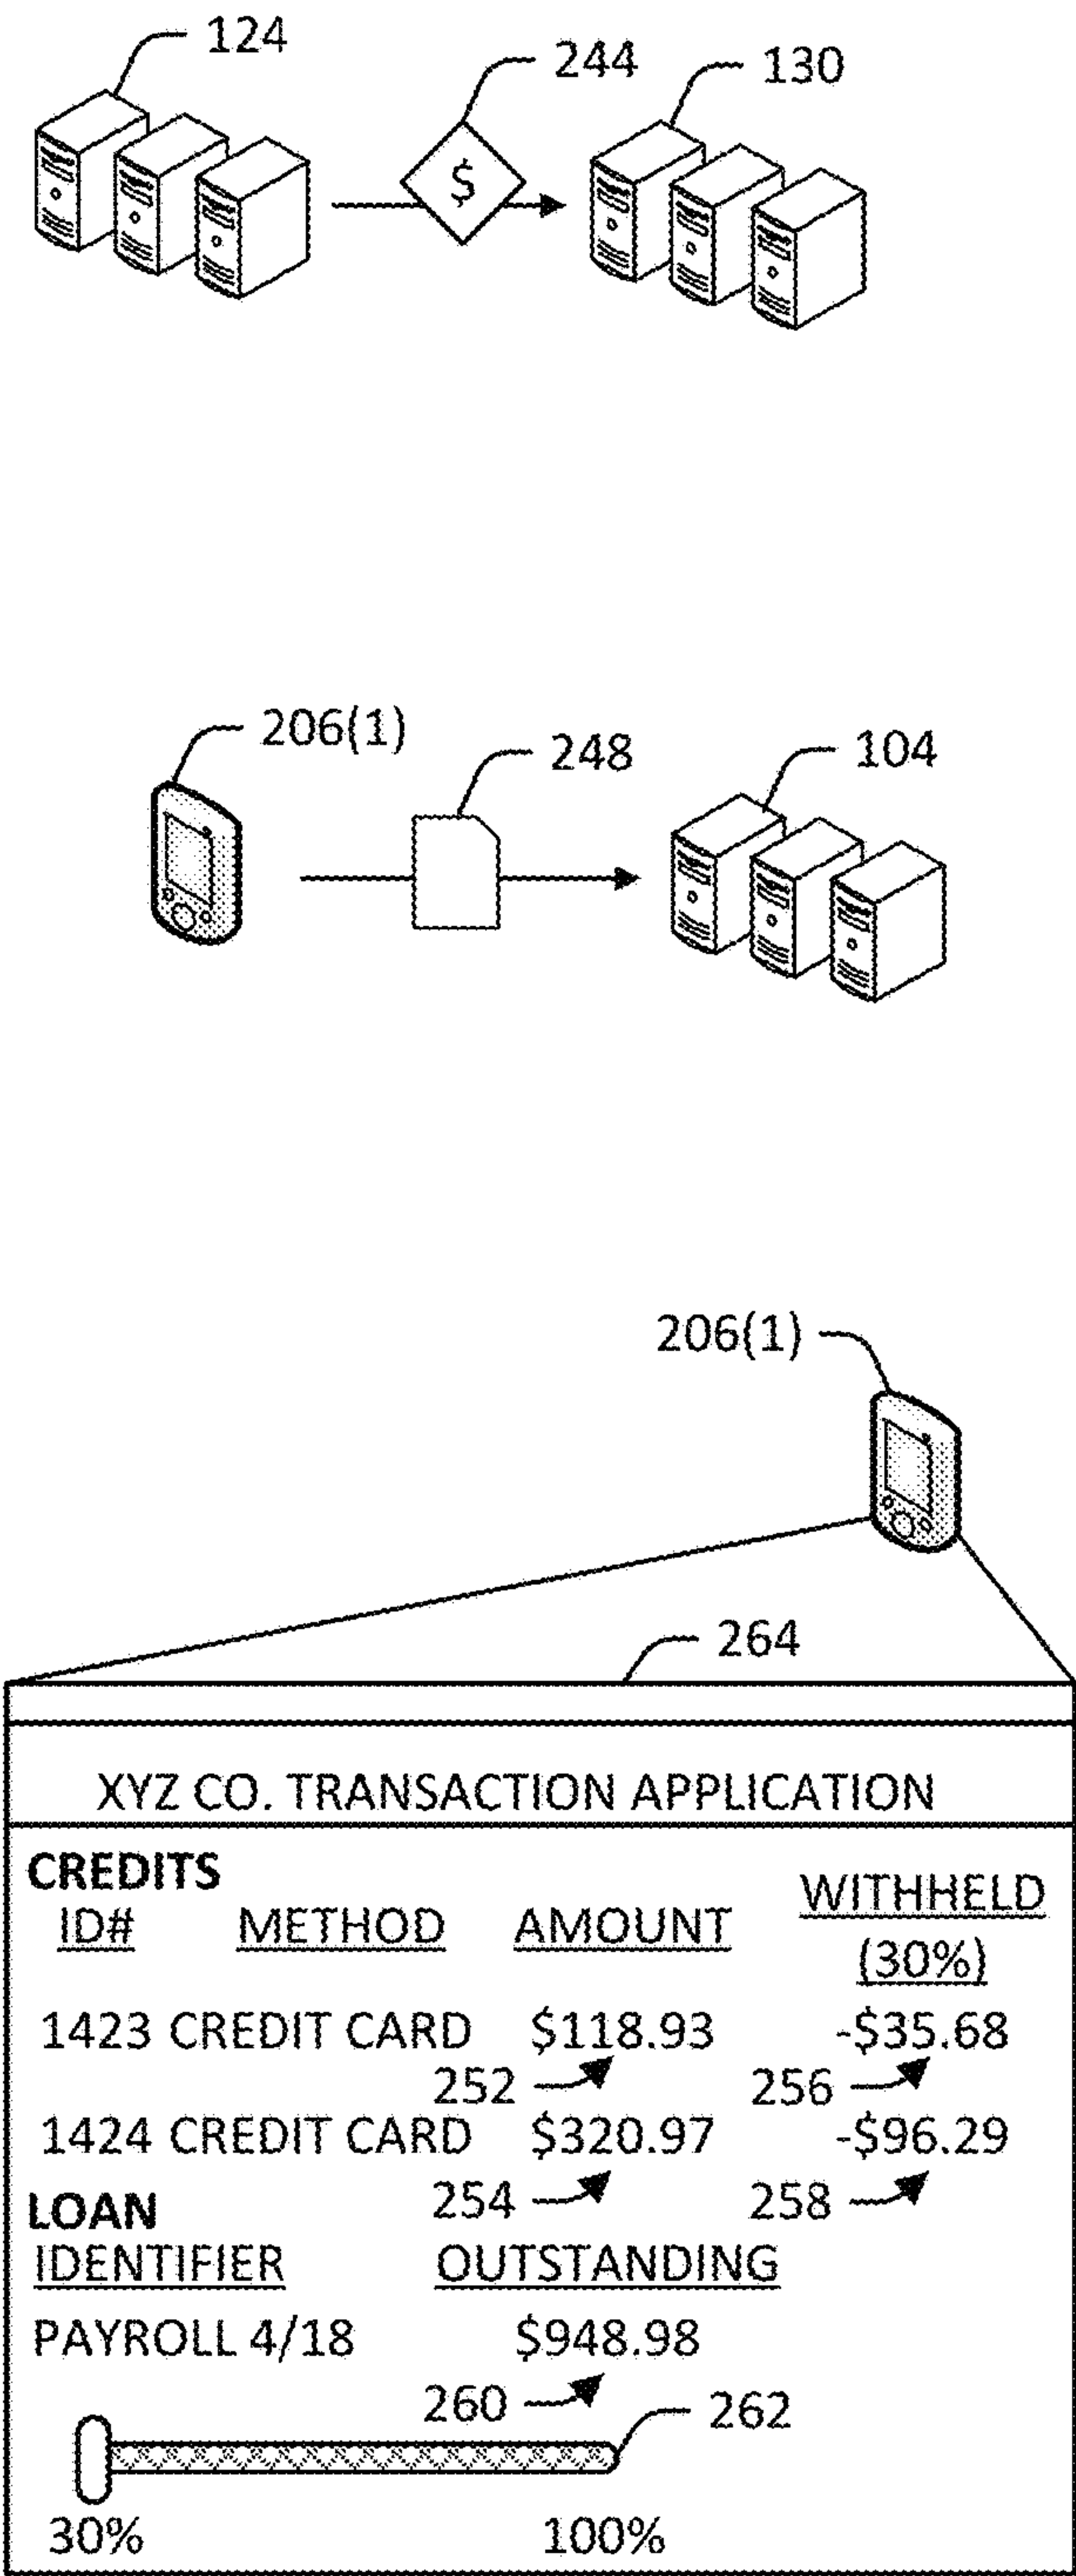 124
244
130
$
206(1)
248
104
206(1)
264
XYZ CO. TRANSACTION APPLICATION
CREDITS
ID# METHOD AMOUNT WITHHELD (30%)
1423 CREDIT CARD $118.93 -$35.68
252 256
1424 CREDIT CARD $320.97 -$96.29
254 258
LOAN
IDENTIFIER OUTSTANDING
PAYROLL 4/18 $948.98
260 262
30% 100%